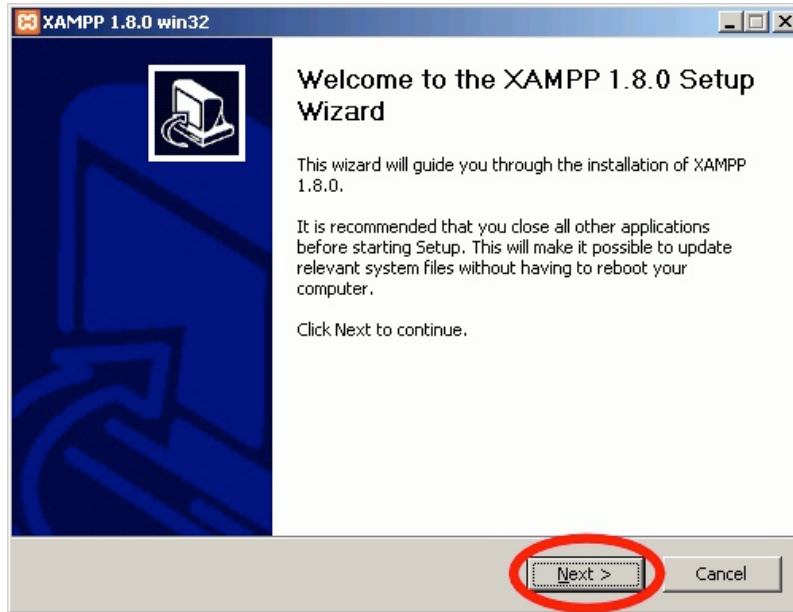 XAMPP 1.8.0 win32
Welcome to the XAMPP 1.8.0 Setup
Wizard
This wizard will guide you through the installation of XAMPP
1.8.0.
It is recommended that you close all other applications
before starting Setup. This will make it possible to update
relevant system files without having to reboot your
computer.
Click Next to continue.
Next >
Cancel